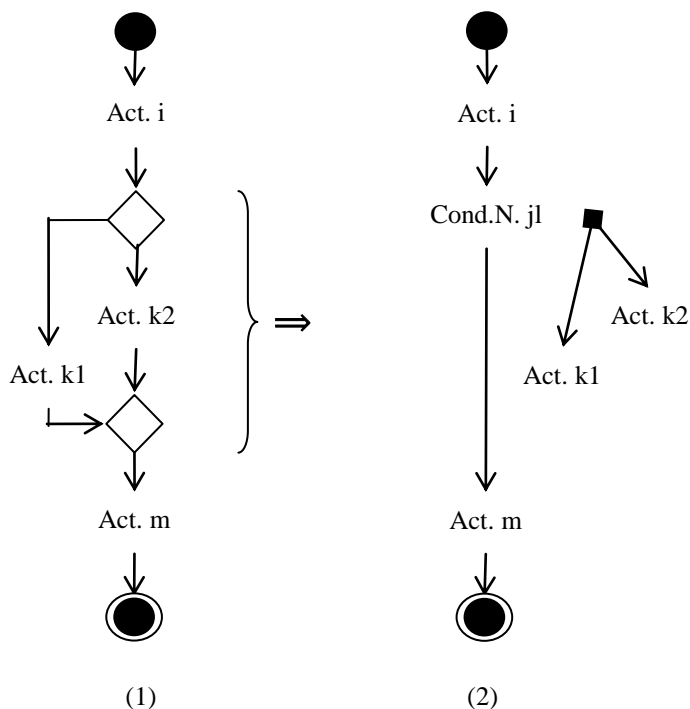 Act. i
Act. i
Cond.N. jl
Act. k2
Act. k2
Act. k1
Act. k1
Act. m
Act. m
(1)
(2)